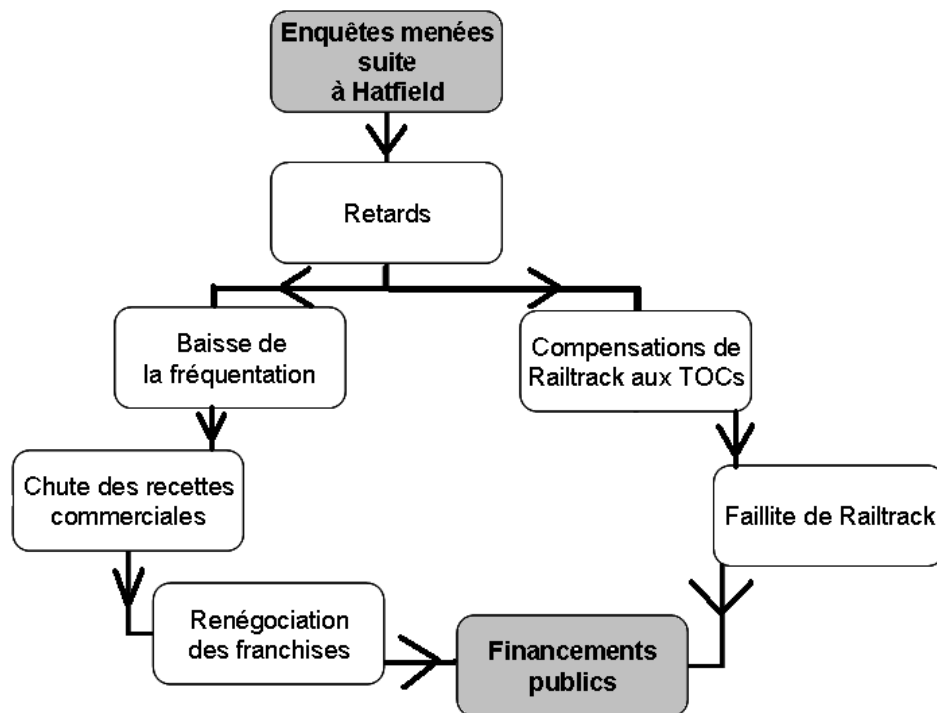 Enquêtes menées
suite
à Hatfield
Retards
Baisse de
la fréquentation
Compensations de
Railtrack aux TOCs
Chute des recettes
commerciales
Faillite de Railtrack
Renégociation
des franchises
Financements
publics